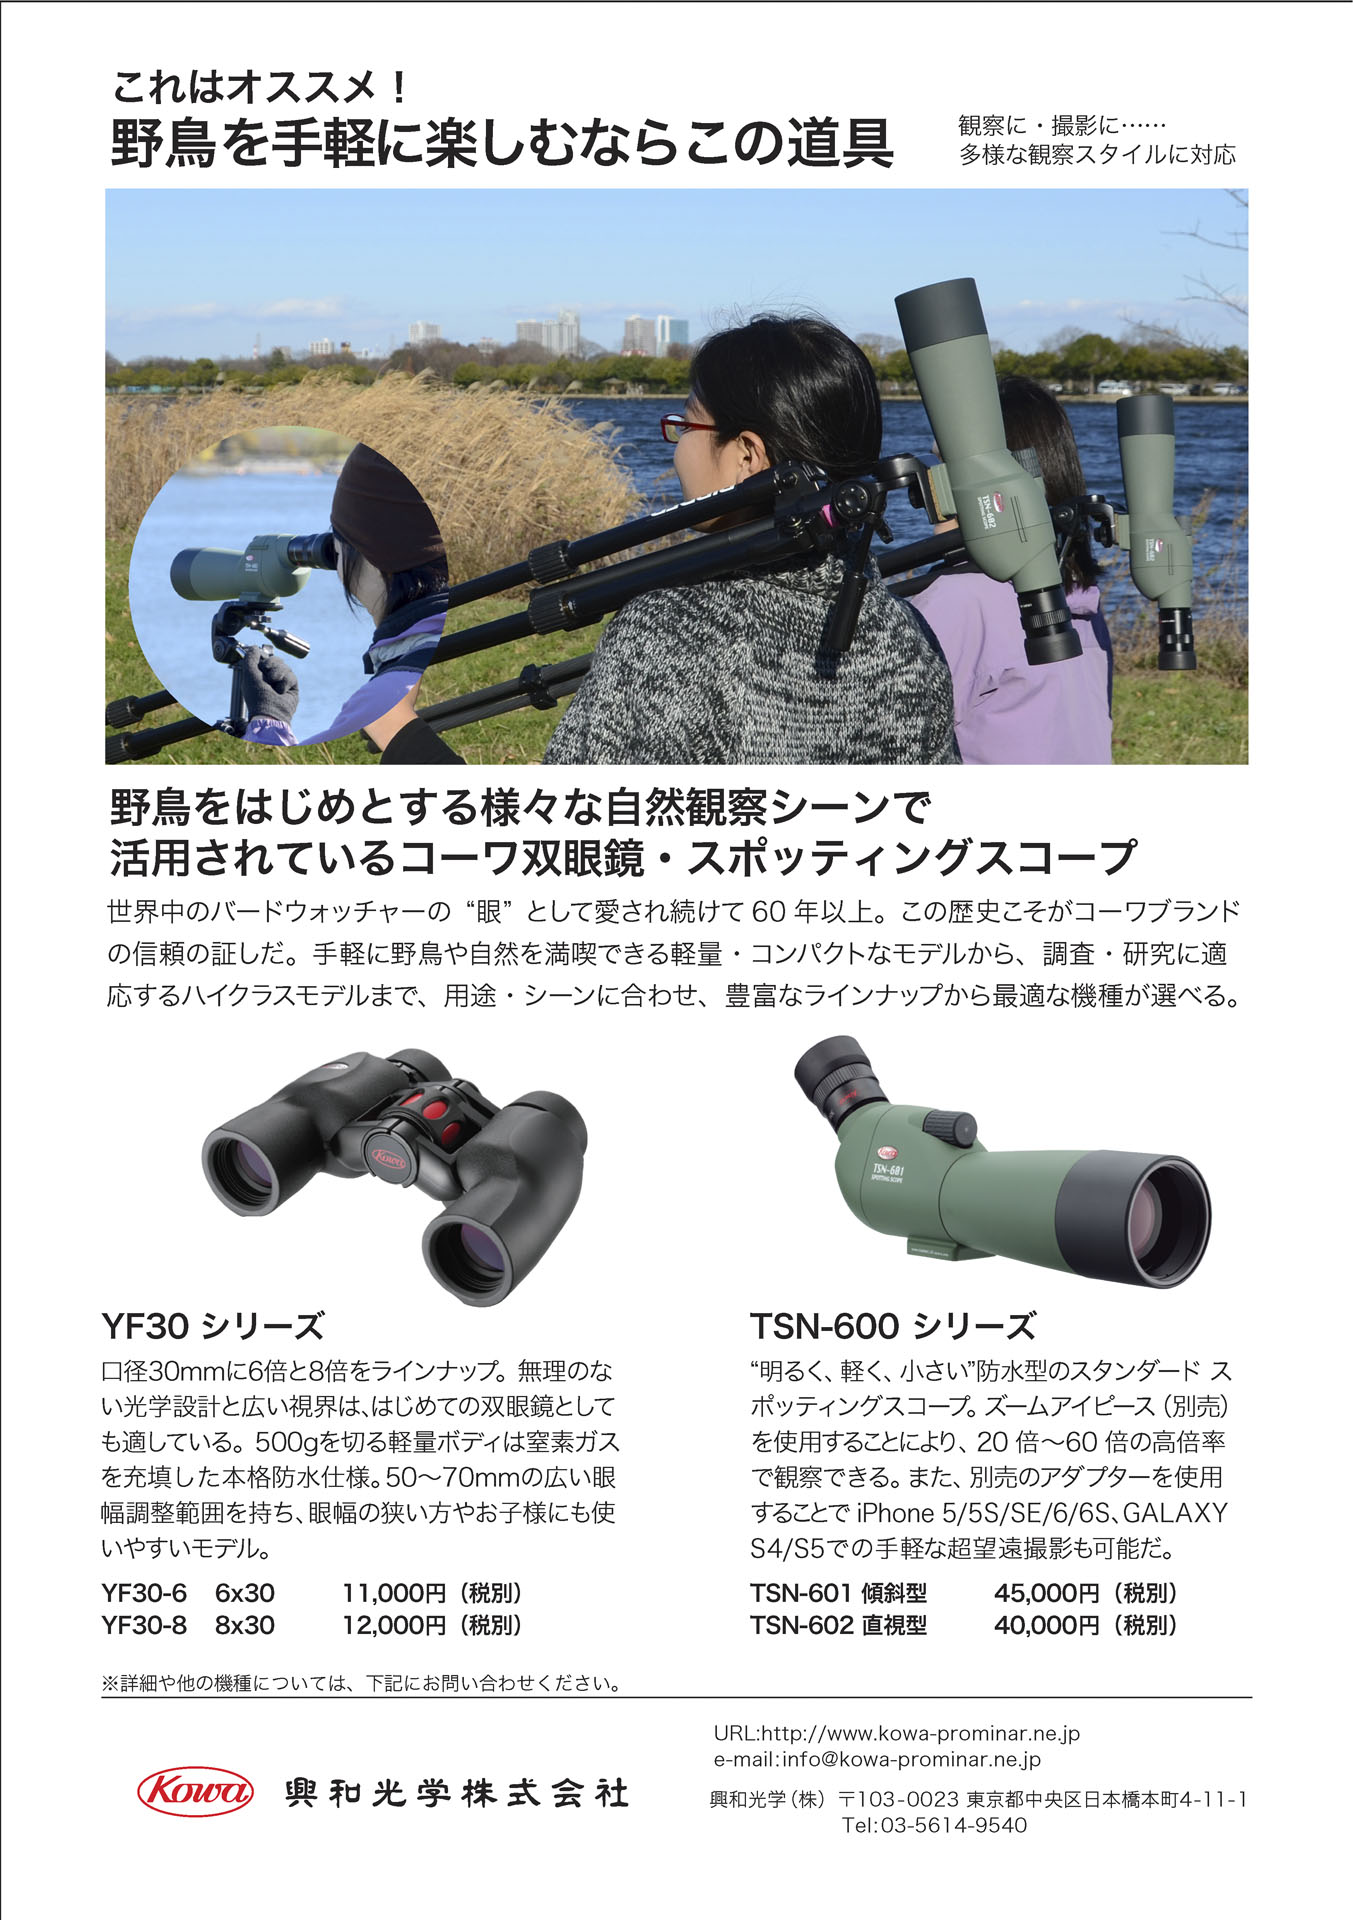 これはオススメ！
野鳥を手軽に楽しむならこの道具
観察に・撮影に……
多様な観察スタイルに対応
TSN-682
SPOTTING SCOPE
野鳥をはじめとする様々な自然観察シーンで
活用されているコーワ双眼鏡・スポッティングスコープ
世界中のバードウォッチャーの“眼”として愛され続けて60年以上。この歴史こそがコーワブランド
の信頼の証しだ。手軽に野鳥や自然を満喫できる軽量・コンパクトなモデルから、調査・研究に適
応するハイクラスモデルまで、用途・シーンに合わせ、豊富なラインナップから最適な機種が選べる。
Kowa
Kowa
TSN-601
SPOTTING SCOPE
YF30 シリーズ
口径30mmに6倍と8倍をラインナップ。無理のな
い光学設計と広い視界は、はじめての双眼鏡として
も適している。500gを切る軽量ボディは窒素ガス
を充填した本格防水仕様。50〜70mmの広い眼
幅調整範囲を持ち、眼幅の狭い方やお子様にも使
いやすいモデル。
YF30-6 6x30 11,000円（税別）
YF30-8 8x30 12,000円（税別）
TSN-600 シリーズ
“明るく、軽く、小さい”防水型のスタンダード ス
ポッティングスコープ。ズームアイピース（別売）
を使用することにより、20 倍〜60 倍の高倍率
で観察できる。また、別売のアダプターを使用
することで iPhone 5/5S/SE/6/6S、GALAXY
S4/S5での手軽な超望遠撮影も可能だ。
TSN-601 傾斜型 45,000円（税別）
TSN-602 直視型 40,000円（税別）
※詳細や他の機種については、下記にお問い合わせください。
Kowa 興和光学株式会社
URL:http://www.kowa-prominar.ne.jp
e-mail:info@kowa-prominar.ne.jp
興和光学（株）〒103-0023 東京都中央区日本橋本町4-11-1
Tel:03-5614-9540